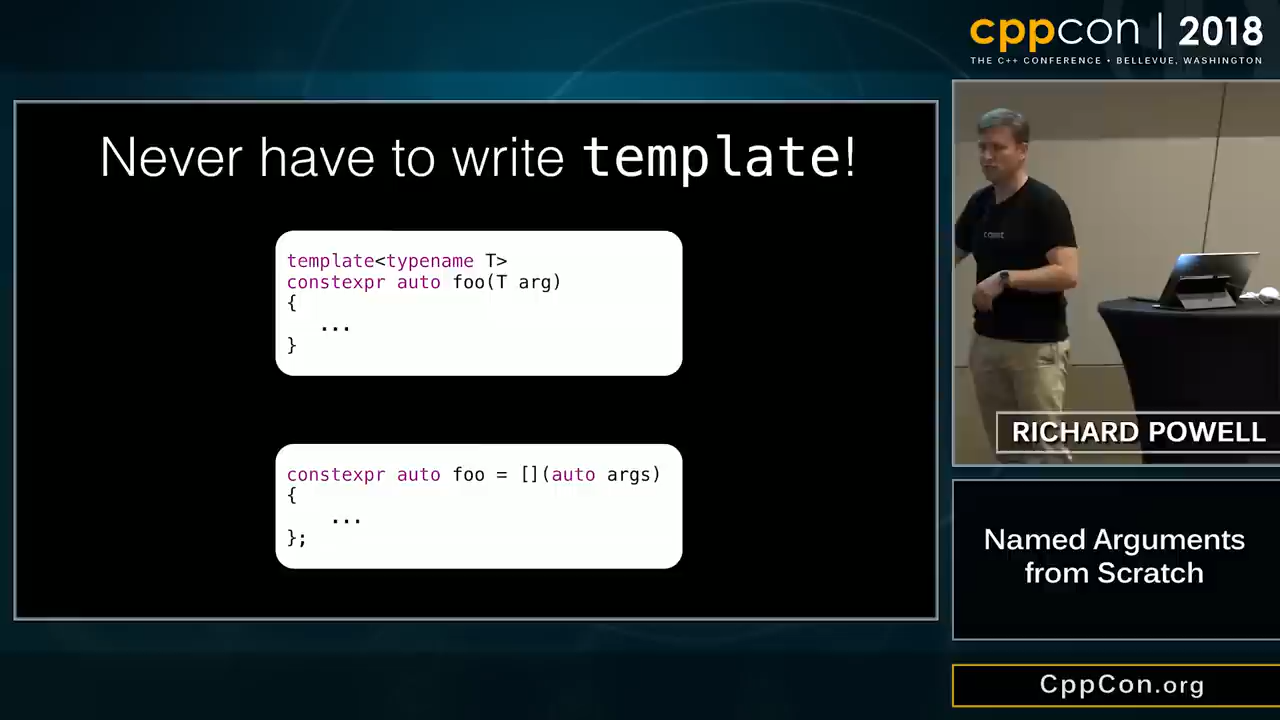 cppcon | 2018
THE C++ CONFERENCE • BELLEVUE, WASHINGTON
Never have to write template!
template<typename T>
constexpr auto foo(T arg)
{
...
}
constexpr auto foo = [](auto args)
{
...
};
RICHARD POWELL
Named Arguments
from Scratch
CppCon.org